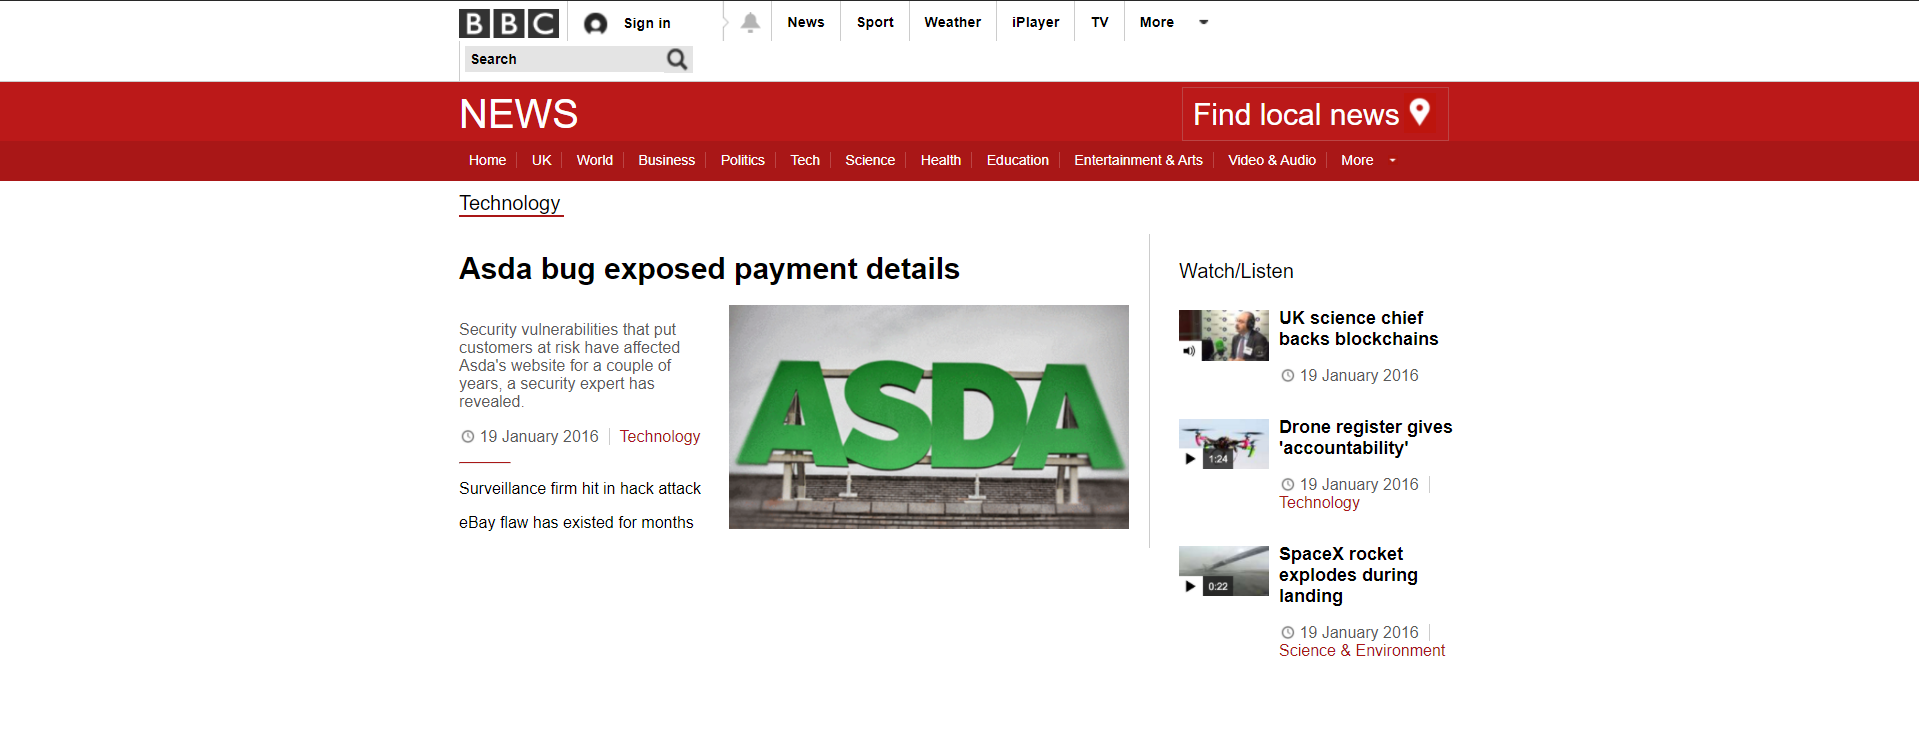 BBC
Sign in
News
Sport
Weather
iPlayer
TV
More
Search
NEWS
Find local news
Home
UK
World
Business
Politics
Tech
Science
Health
Education
Entertainment & Arts
Video & Audio
More
Technology
Asda bug exposed payment details
Security vulnerabilities that put
customers at risk have affected
Asda's website for a couple of
years, a security expert has
revealed.
19 January 2016
Technology
Surveillance firm hit in hack attack
eBay flaw has existed for months
ASDA
Watch/Listen
UK science chief
backs blockchains
19 January 2016
Drone register gives
'accountability'
1:24
19 January 2016
Technology
SpaceX rocket
explodes during
landing
0:22
19 January 2016
Science & Environment